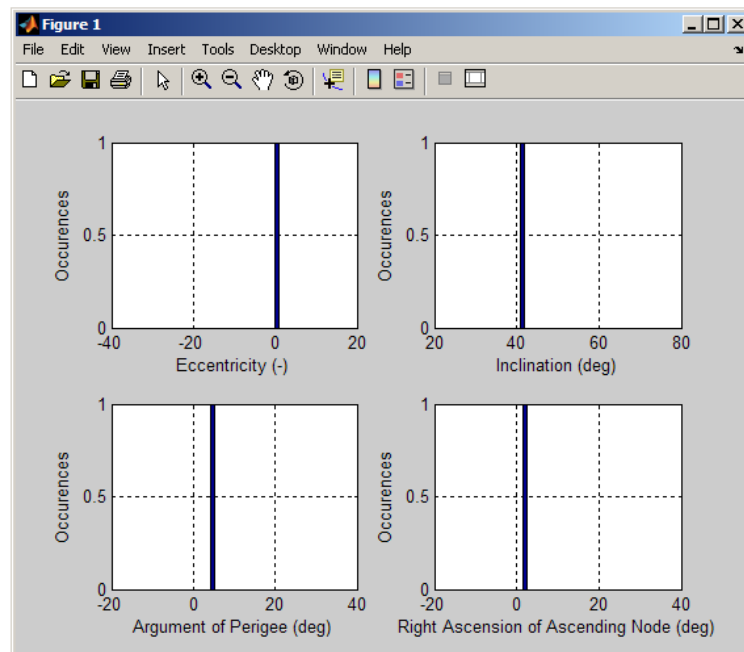 Figure 1
File Edit View Insert Tools Desktop Window Help
1
0.5
0
Occurences
-40 -20 0 20
Eccentricity (-)
1
0.5
0
Occurences
20 40 60 80
Inclination (deg)
1
0.5
0
Occurences
-20 0 20 40
Argument of Perigee (deg)
1
0.5
0
Occurences
-20 0 20 40
Right Ascension of Ascending Node (deg)